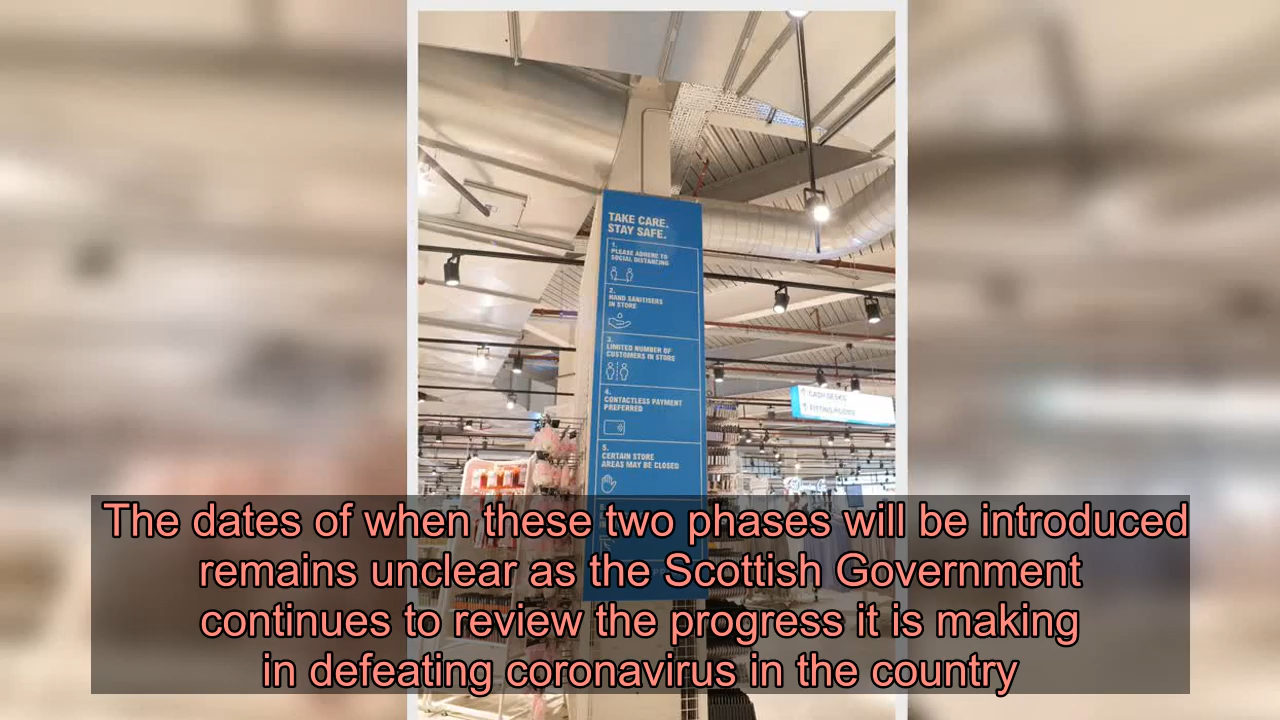 TAKE CARE.
STAY SAFE.
1.
PLEASE ADHERE TO
SOCIAL DISTANCING
2.
HAND SANITISERS
IN STORE
3.
LIMITED NUMBER OF
CUSTOMERS IN STORE
4.
CONTACTLESS PAYMENT
PREFERRED
5.
CERTAIN STORE
AREAS MAY BE CLOSED
↑ CASH DESKS
↑ FITTING ROOMS
The dates of when these two phases will be introduced
remains unclear as the Scottish Government
continues to review the progress it is making
in defeating coronavirus in the country